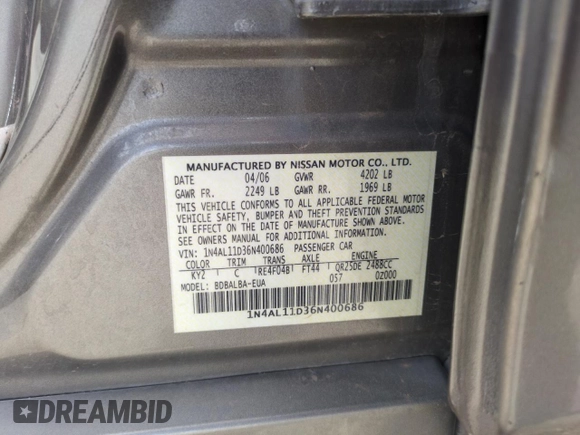 MANUFACTURED BY NISSAN MOTOR CO., LTD.
DATE 04/06 GVWR 4202 LB
GAWR FR. 2249 LB GAWR RR. 1969 LB
THIS VEHICLE CONFORMS TO ALL APPLICABLE FEDERAL MOTOR
VEHICLE SAFETY, BUMPER AND THEFT PREVENTION STANDARDS
IN EFFECT ON THE DATE OF MANUFACTURE SHOWN ABOVE.
SEE OWNERS MANUAL FOR ADDITIONAL INFORMATION.
VIN: 1N4AL11D36N400686 PASSENGER CAR
COLOR TRIM TRANS AXLE ENGINE
KY2 C RE4F04B FT44 QR25DE 2488CC
MODEL: BDBALBA-EUA 057 0Z000
1N4AL11D36N400686
DREAMBID